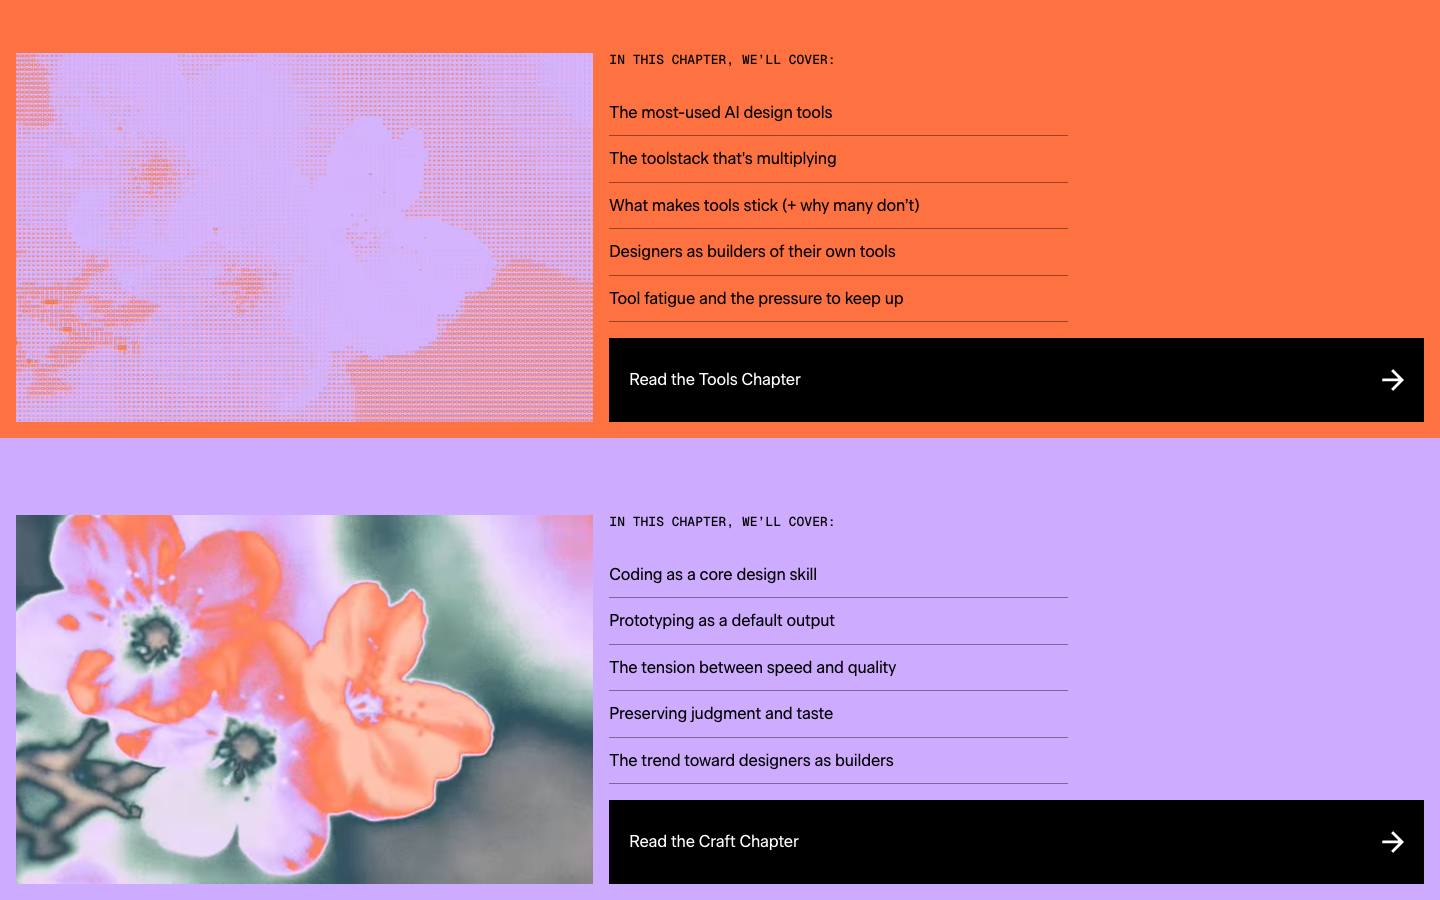 IN THIS CHAPTER, WE'LL COVER:
The most-used AI design tools
The toolstack that's multiplying
What makes tools stick (+ why many don't)
Designers as builders of their own tools
Tool fatigue and the pressure to keep up
Read the Tools Chapter
IN THIS CHAPTER, WE'LL COVER:
Coding as a core design skill
Prototyping as a default output
The tension between speed and quality
Preserving judgment and taste
The trend toward designers as builders
Read the Craft Chapter